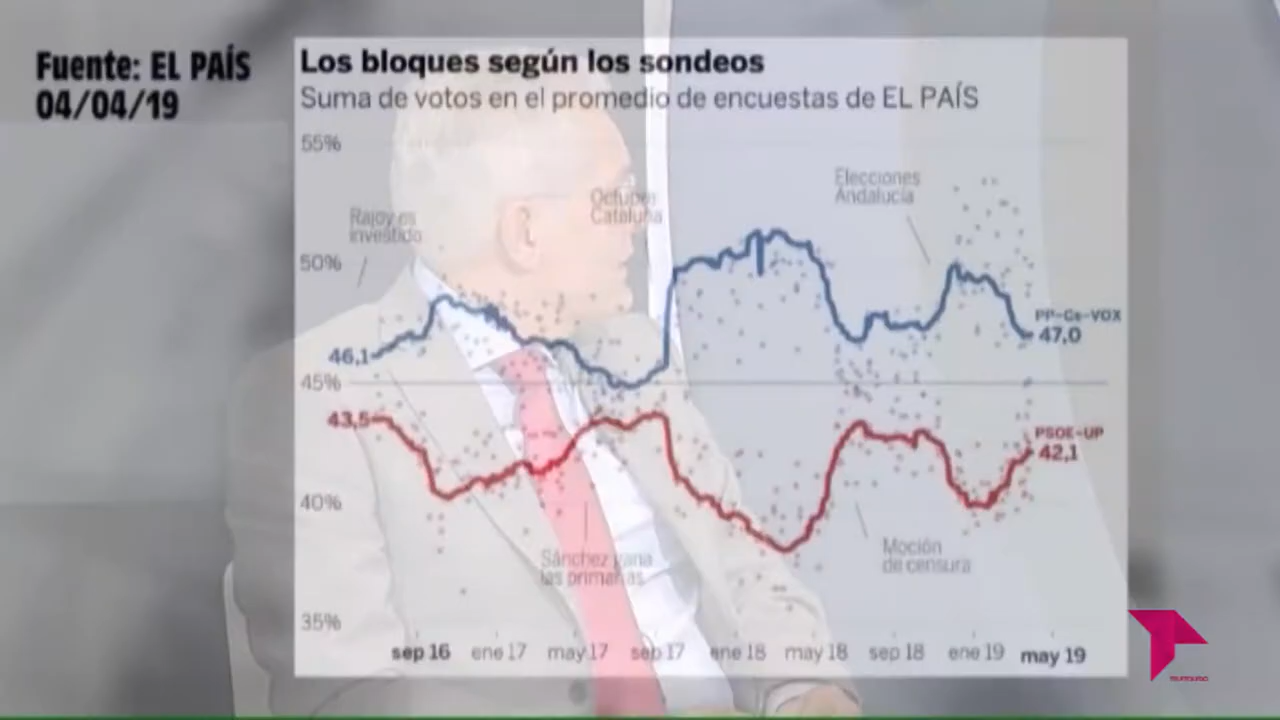 Fuente: EL PAÍS
04/04/19
Los bloques según los sondeos
Suma de votos en el promedio de encuestas de EL PAÍS
55%
Elecciones
Andalucía
Octubre
Cataluña
Rajoy es
investido
50%
PP-Cs-VOX
47,0
46,1
45%
43,5
PSOE-UP
42,1
40%
Moción
de censura
Sánchez gana
las primarias
35%
sep 16 ene 17 may 17 sep 17 ene 18 may 18 sep 18 ene 19 may 19